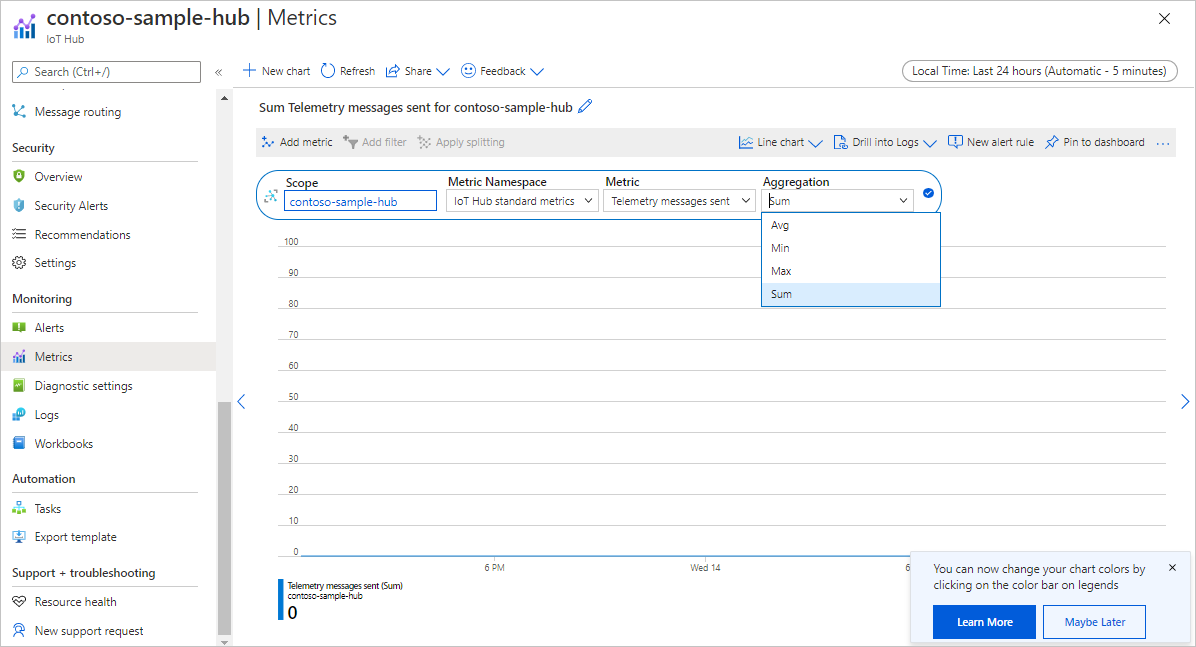 contoso-sample-hub | Metrics
IoT Hub
Search (Ctrl+/)
«
New chart
Refresh
Share
Feedback
Local Time: Last 24 hours (Automatic - 5 minutes)
Message routing
Security
Overview
Security Alerts
Recommendations
Settings
Monitoring
Alerts
Metrics
Diagnostic settings
Logs
Workbooks
Automation
Tasks
Export template
Support + troubleshooting
Resource health
New support request
Sum Telemetry messages sent for contoso-sample-hub
Add metric
Add filter
Apply splitting
Line chart
Drill into Logs
New alert rule
Pin to dashboard
...
Scope
contoso-sample-hub
Metric Namespace
IoT Hub standard metrics
Metric
Telemetry messages sent
Aggregation
Sum
Avg
Min
Max
Sum
100
90
80
70
60
50
40
30
20
10
0
6 PM
Wed 14
6
Telemetry messages sent (Sum)
contoso-sample-hub
0
You can now change your chart colors by
clicking on the color bar on legends
Learn More
Maybe Later